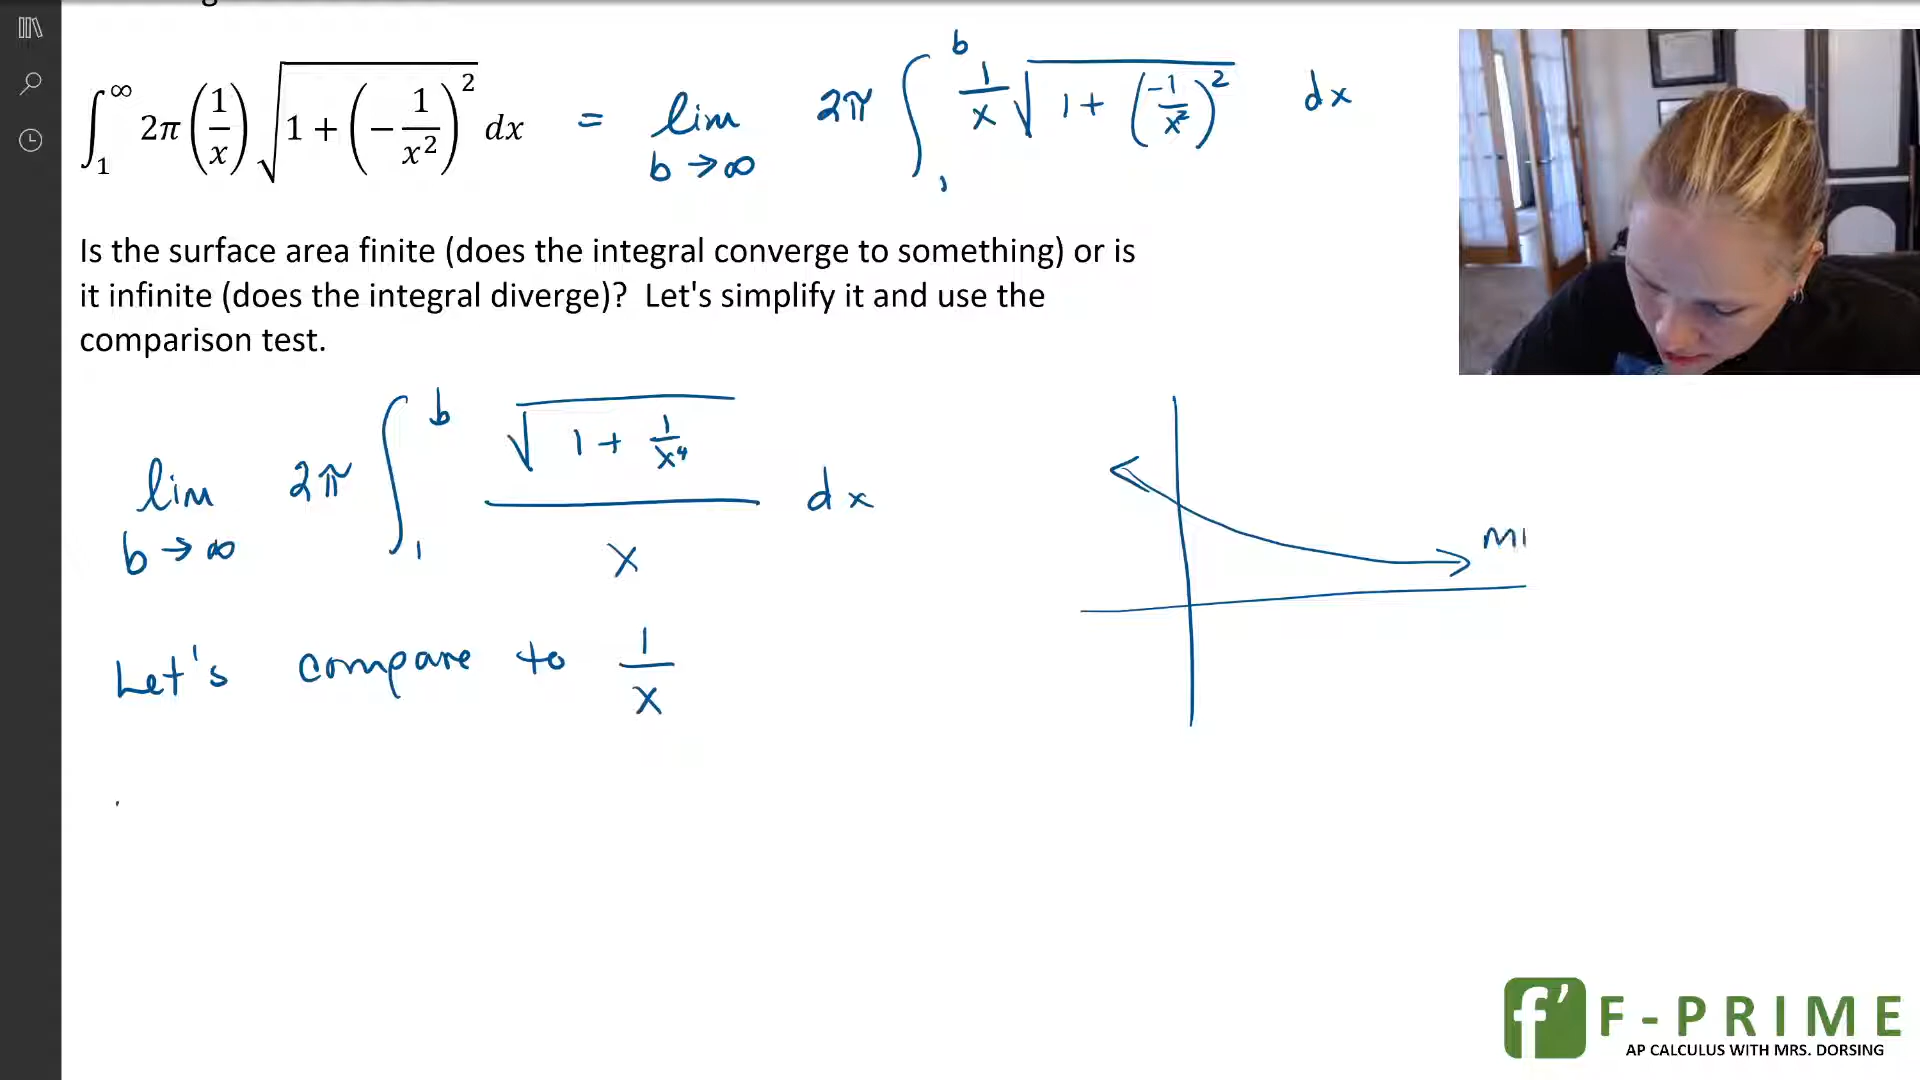 ∫₁^∞ 2π(1/x)√(1 + (−1/x²)²) dx = lim b→∞ 2π ∫₁^b 1/x √(1 + (-1/x²)²) dx
Is the surface area finite (does the integral converge to something) or is
it infinite (does the integral diverge)? Let's simplify it and use the
comparison test.
lim b→∞ 2π ∫₁^b √(1 + 1/x⁴) / x dx
Let's compare to 1/x
f' F-PRIME
AP CALCULUS WITH MRS. DORSING